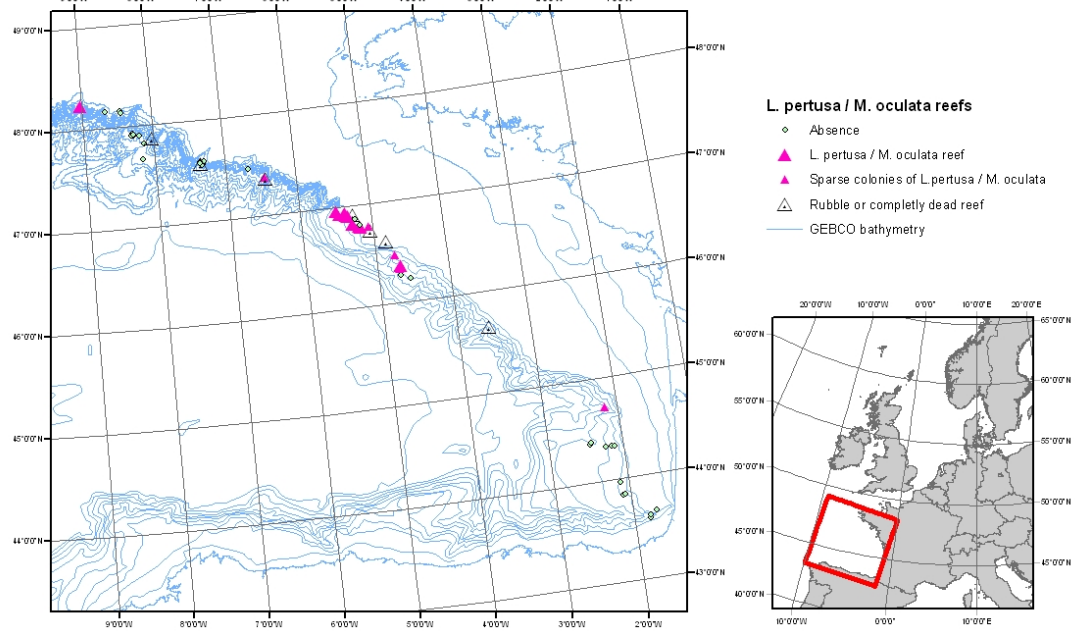 49°0'0"N
48°0'0"N
48°0'0"N
47°0'0"N
47°0'0"N
46°0'0"N
46°0'0"N
45°0'0"N
45°0'0"N
44°0'0"N
44°0'0"N
43°0'0"N
9°0'0"W 8°0'0"W 7°0'0"W 6°0'0"W 5°0'0"W 4°0'0"W 3°0'0"W 2°0'0"W
L. pertusa / M. oculata reefs
Absence
L. pertusa / M. oculata reef
Sparse colonies of L.pertusa / M. oculata
Rubble or completly dead reef
GEBCO bathymetry
20°0'0"W 10°0'0"W 0°0'0" 10°0'0"E 20°0'0"E
60°0'0"N
65°0'0"N
55°0'0"N
60°0'0"N
50°0'0"N
55°0'0"N
45°0'0"N
50°0'0"N
40°0'0"N
45°0'0"N
10°0'0"W 0°0'0" 10°0'0"E